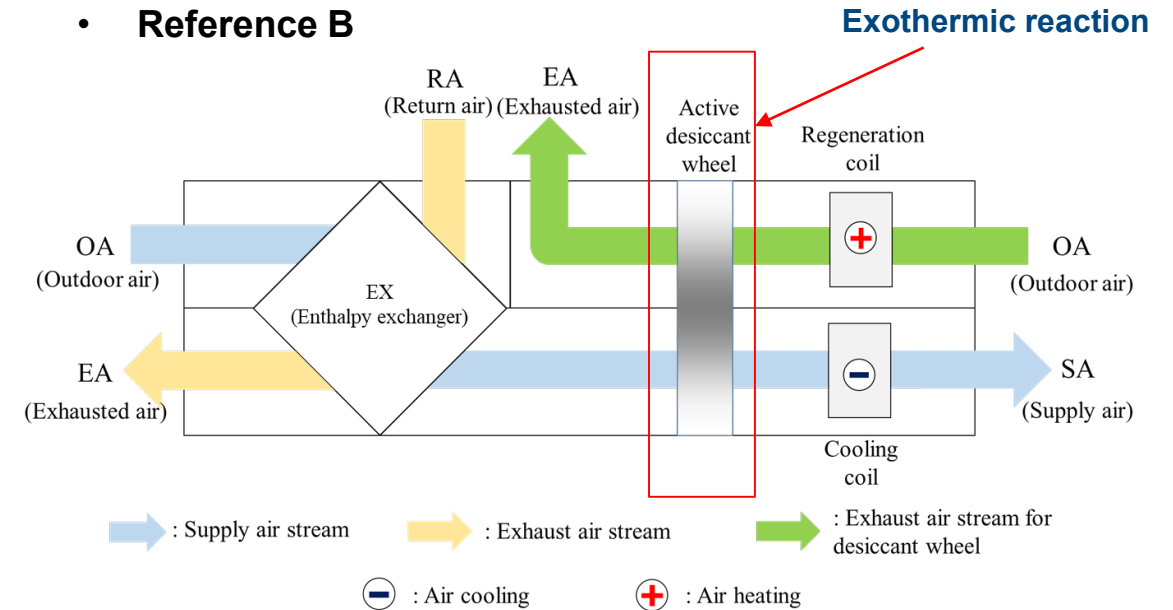 • Reference B
Exothermic reaction
RA
(Return air)
EA
(Exhausted air)
Active
desiccant
wheel
Regeneration
coil
OA
(Outdoor air)
EX
(Enthalpy exchanger)
OA
(Outdoor air)
EA
(Exhausted air)
SA
(Supply air)
Cooling
coil
: Supply air stream
: Exhaust air stream
: Exhaust air stream for
desiccant wheel
: Air cooling
: Air heating